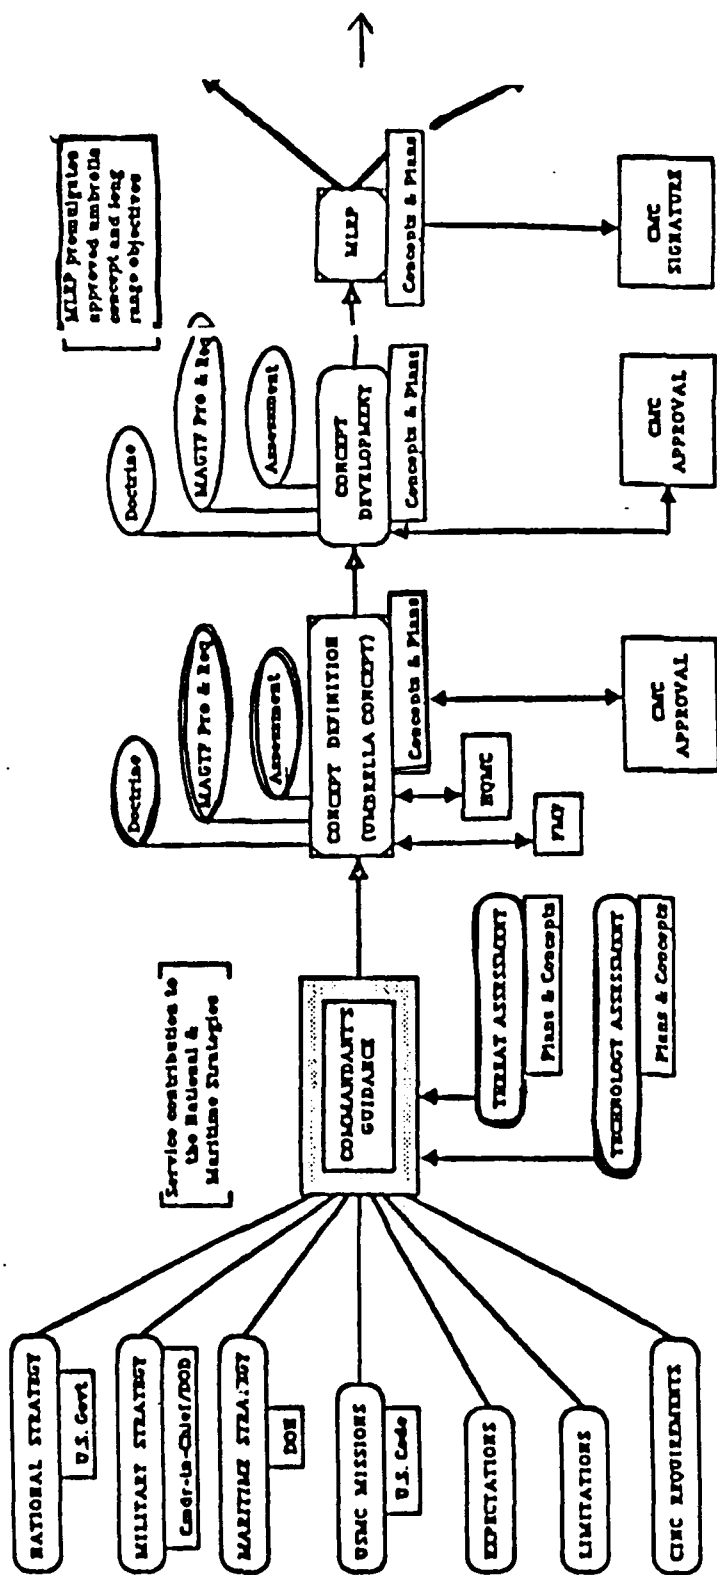 NATIONAL STRATEGY
U.S. Govt
MILITARY STRATEGY
Cmdr-in-Chief/DOD
MARITIME STRATEGY
DON
USMC MISSIONS
U.S. Code
EXPECTATIONS
LIMITATIONS
CINC REQUIREMENTS
Service contribution to
the National &
Maritime Strategies
COMMANDANT'S
GUIDANCE
THREAT ASSESSMENT
Plans & Concepts
TECHNOLOGY ASSESSMENT
Plans & Concepts
Doctrine
MAGTF Pro & Req
Assessment
CONCEPT DEFINITION
(UMBRELLA CONCEPT)
Concepts & Plans
HQMC
FMF
CMC
APPROVAL
Doctrine
MAGTF Pro & Req
Assessment
CONCEPT
DEVELOPMENT
Concepts & Plans
CMC
APPROVAL
MLRP promulgates
approved umbrella
concept and long
range objectives
MLRP
Concepts & Plans
CMC
SIGNATURE